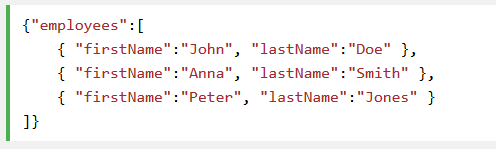 {"employees":[
    { "firstName":"John", "lastName":"Doe" },
    { "firstName":"Anna", "lastName":"Smith" },
    { "firstName":"Peter", "lastName":"Jones" }
]}